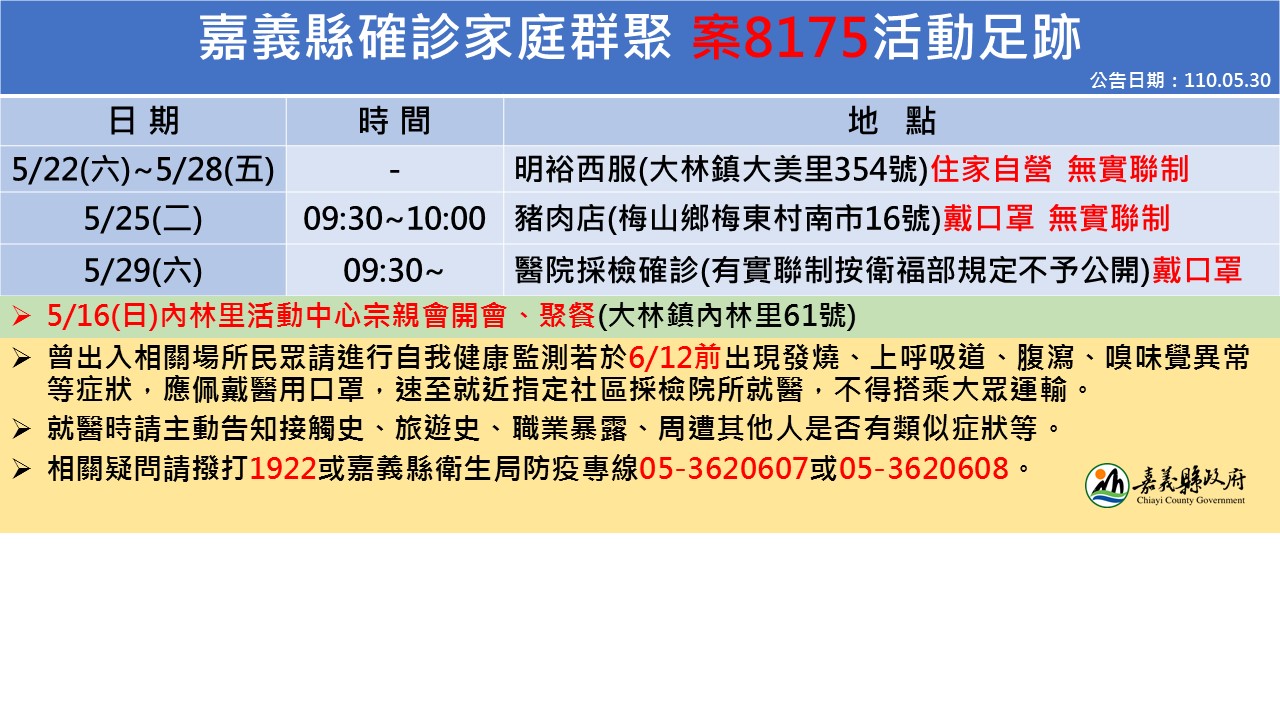 嘉義縣確診家庭群聚 案8175活動足跡
公告日期：110.05.30
日 期 時 間 地 點
5/22(六)~5/28(五) - 明裕西服(大林鎮大美里354號)住家自營 無實聯制
5/25(二) 09:30~10:00 豬肉店(梅山鄉梅東村南市16號)戴口罩 無實聯制
5/29(六) 09:30~ 醫院採檢確診(有實聯制按衛福部規定不予公開)戴口罩
➢ 5/16(日)內林里活動中心宗親會開會、聚餐(大林鎮內林里61號)
➢ 曾出入相關場所民眾請進行自我健康監測若於6/12前出現發燒、上呼吸道、腹瀉、嗅味覺異常
等症狀，應佩戴醫用口罩，速至就近指定社區採檢院所就醫，不得搭乘大眾運輸。
➢ 就醫時請主動告知接觸史、旅遊史、職業暴露、周遭其他人是否有類似症狀等。
➢ 相關疑問請撥打1922或嘉義縣衛生局防疫專線05-3620607或05-3620608。
嘉義縣政府
Chiayi County Government